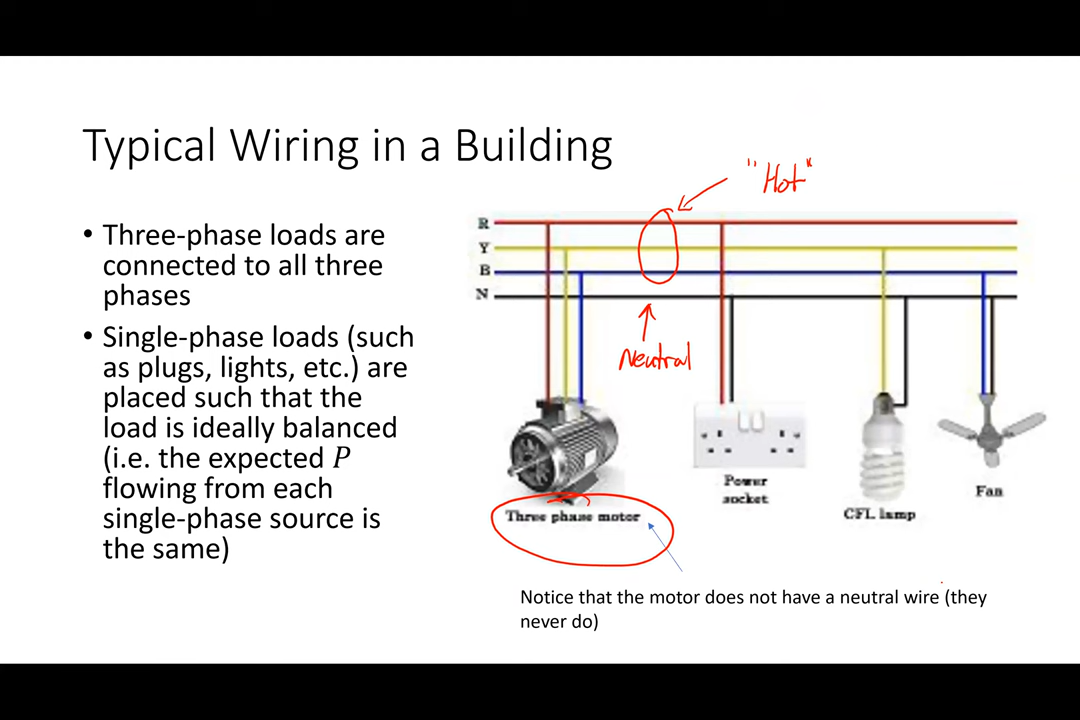 Typical Wiring in a Building
• Three-phase loads are
connected to all three
phases
• Single-phase loads (such
as plugs, lights, etc.) are
placed such that the
load is ideally balanced
(i.e. the expected P
flowing from each
single-phase source is
the same)
"Hot"
R
Y
B
N
Neutral
Three phase motor
Power
socket
CFL lamp
Fan
Notice that the motor does not have a neutral wire (they
never do)